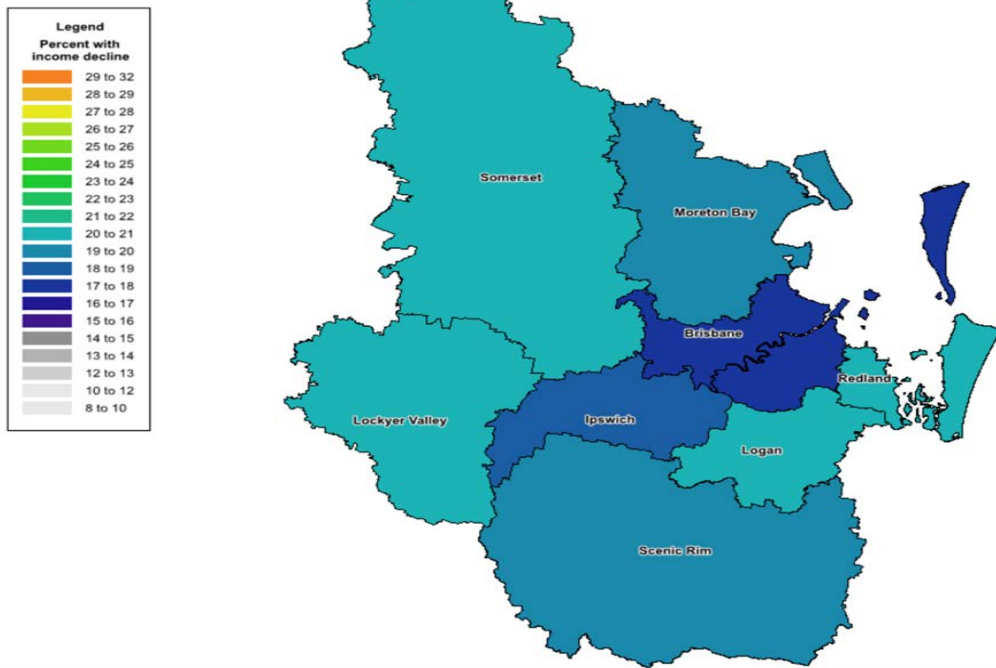 Legend
Percent with
income decline
29 to 32
28 to 29
27 to 28
26 to 27
25 to 26
24 to 25
23 to 24
22 to 23
21 to 22
20 to 21
19 to 20
18 to 19
17 to 18
16 to 17
15 to 16
14 to 15
13 to 14
12 to 13
10 to 12
8 to 10
Somerset
Moreton Bay
Brisbane
Redland
Lockyer Valley
Ipswich
Logan
Scenic Rim